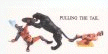 PULLING THE TAIL.